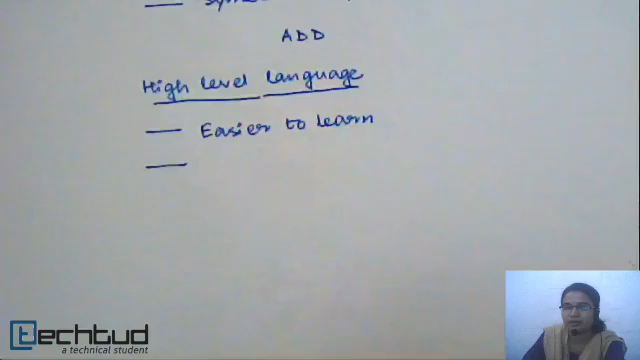 ADD
High level language
— Easier to learn
—
techtud
a technical student